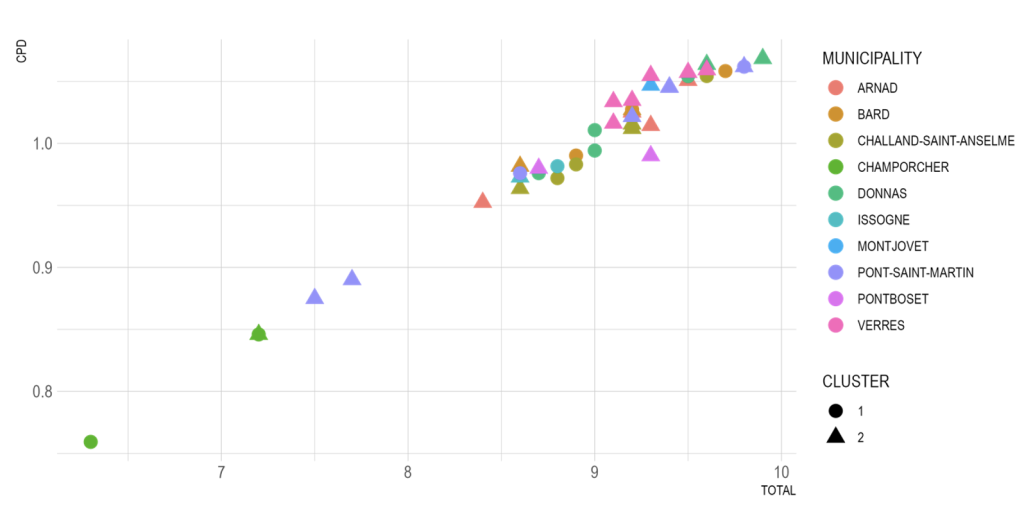 CPD
1.0
0.9
0.8
7
8
9
10
TOTAL
MUNICIPALITY
ARNAD
BARD
CHALLAND-SAINT-ANSELME
CHAMPORCHER
DONNAS
ISSOGNE
MONTJOVET
PONT-SAINT-MARTIN
PONTBOSET
VERRES
CLUSTER
1
2